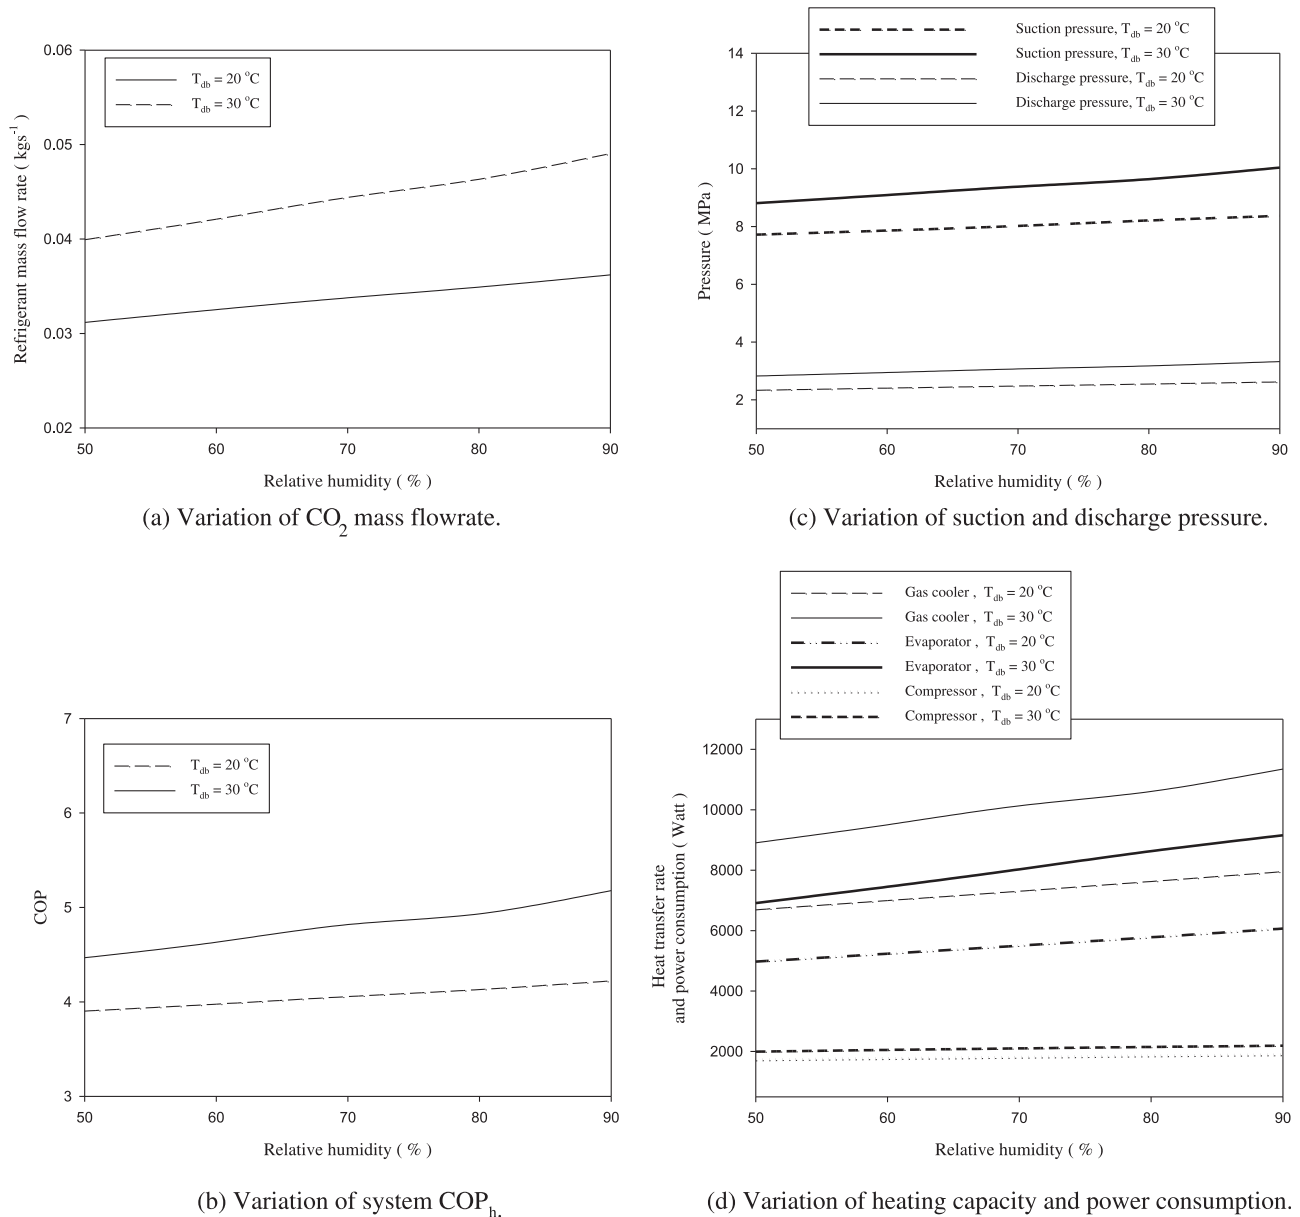 0.06
0.05
0.04
0.03
0.02
Refrigerant mass flow rate ( kgs⁻¹ )
T_db = 20 °C
T_db = 30 °C
50 60 70 80 90
Relative humidity ( % )
(a) Variation of CO₂ mass flowrate.
Suction pressure, T_db = 20 °C
Suction pressure, T_db = 30 °C
Discharge pressure, T_db = 20 °C
Discharge pressure, T_db = 30 °C
14
12
10
8
6
4
2
Pressure ( MPa )
50 60 70 80 90
Relative humidity ( % )
(c) Variation of suction and discharge pressure.
7
6
5
4
3
COP
T_db = 20 °C
T_db = 30 °C
50 60 70 80 90
Relative humidity ( % )
(b) Variation of system COP_h.
Gas cooler , T_db = 20 °C
Gas cooler , T_db = 30 °C
Evaporator , T_db = 20 °C
Evaporator , T_db = 30 °C
Compressor , T_db = 20 °C
Compressor , T_db = 30 °C
12000
10000
8000
6000
4000
2000
Heat transfer rate
and power consumption ( Watt )
50 60 70 80 90
Relative humidity ( % )
(d) Variation of heating capacity and power consumption.